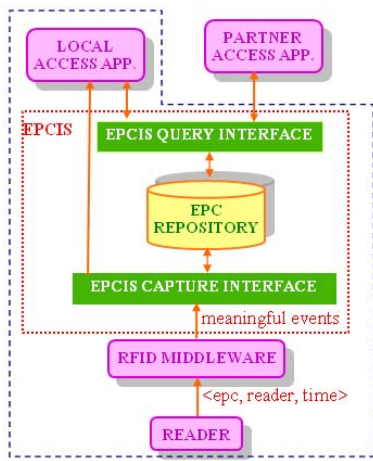 LOCAL
ACCESS APP.
PARTNER
ACCESS APP.
EPCIS
EPCIS QUERY INTERFACE
EPC
REPOSITORY
EPCIS CAPTURE INTERFACE
meaningful events
RFID MIDDLEWARE
<epc, reader, time>
READER